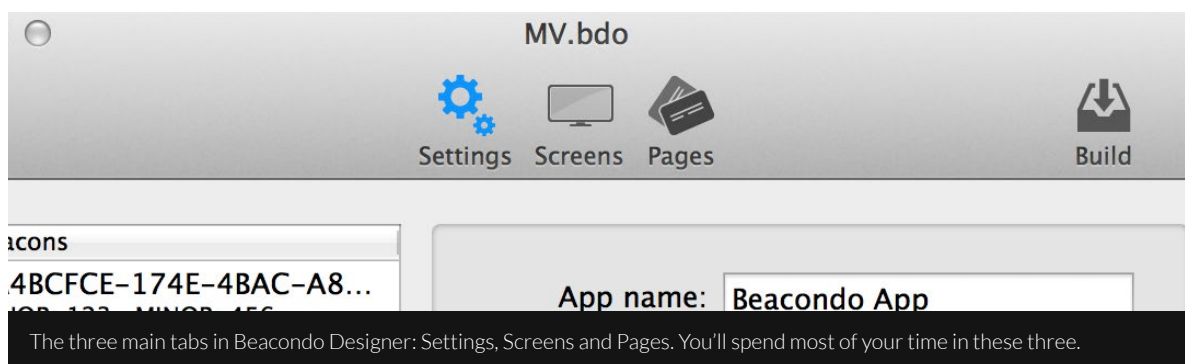 MV.bdo
Settings Screens Pages Build
acons
4BCFCE-174E-4BAC-A8...
App name: Beacondo App
The three main tabs in Beacondo Designer: Settings, Screens and Pages. You'll spend most of your time in these three.